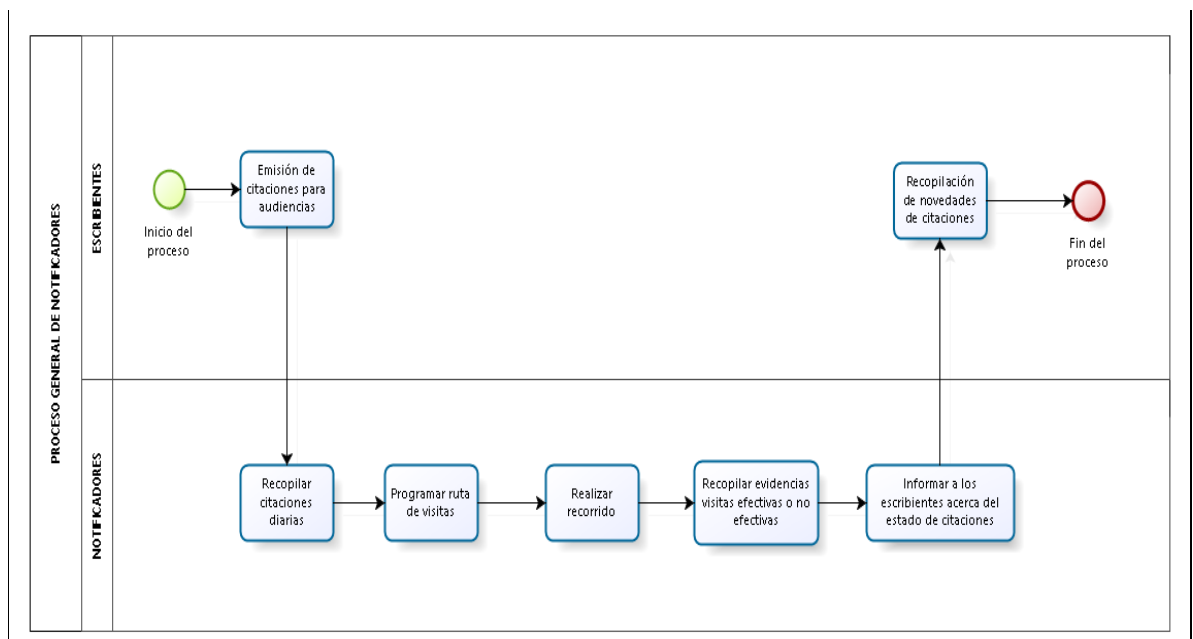 PROCESO GENERAL DE NOTIFICADORES
ESCRIBIENTES
Inicio del
proceso
Emisión de
citaciones para
audiencias
Recopilación
de novedades
de citaciones
Fin del
proceso
NOTIFICADORES
Recopilar
citaciones
diarias
Programar ruta
de visitas
Realizar
recorrido
Recopilar evidencias
visitas efectivas o no
efectivas
Informar a los
escribientes acerca del
estado de citaciones